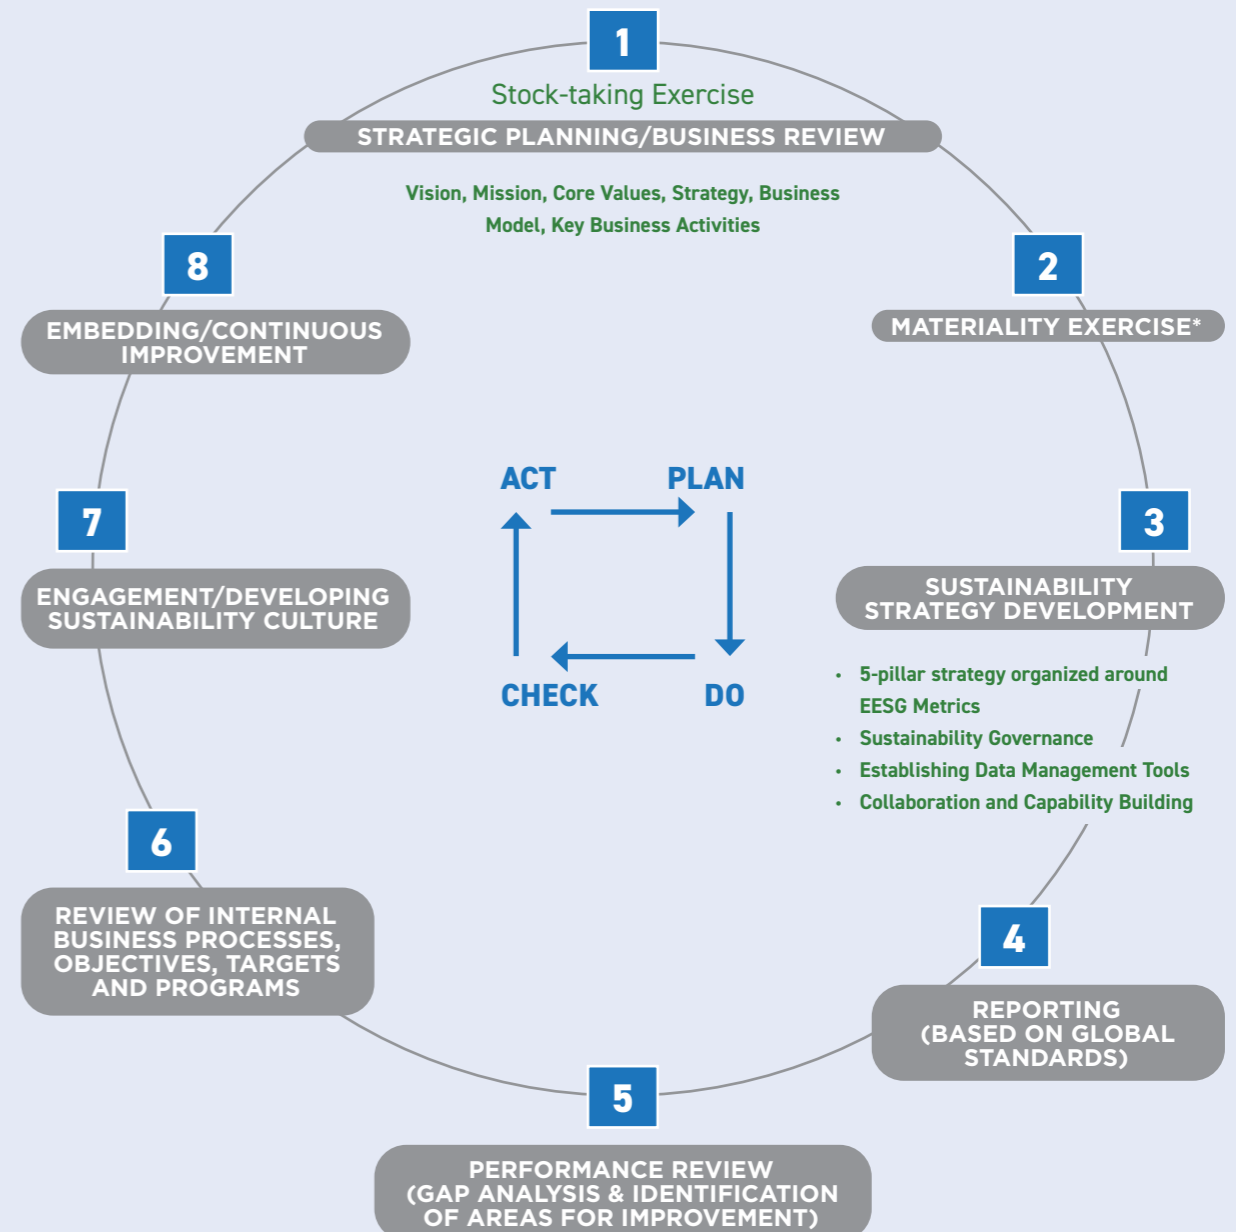 1
Stock-taking Exercise
STRATEGIC PLANNING/BUSINESS REVIEW
Vision, Mission, Core Values, Strategy, Business
Model, Key Business Activities
2
MATERIALITY EXERCISE*
3
SUSTAINABILITY
STRATEGY DEVELOPMENT
• 5-pillar strategy organized around
EESG Metrics
• Sustainability Governance
• Establishing Data Management Tools
• Collaboration and Capability Building
4
REPORTING
(BASED ON GLOBAL
STANDARDS)
5
PERFORMANCE REVIEW
(GAP ANALYSIS & IDENTIFICATION
OF AREAS FOR IMPROVEMENT)
6
REVIEW OF INTERNAL
BUSINESS PROCESSES,
OBJECTIVES, TARGETS
AND PROGRAMS
7
ENGAGEMENT/DEVELOPING
SUSTAINABILITY CULTURE
8
EMBEDDING/CONTINUOUS
IMPROVEMENT
ACT
PLAN
DO
CHECK